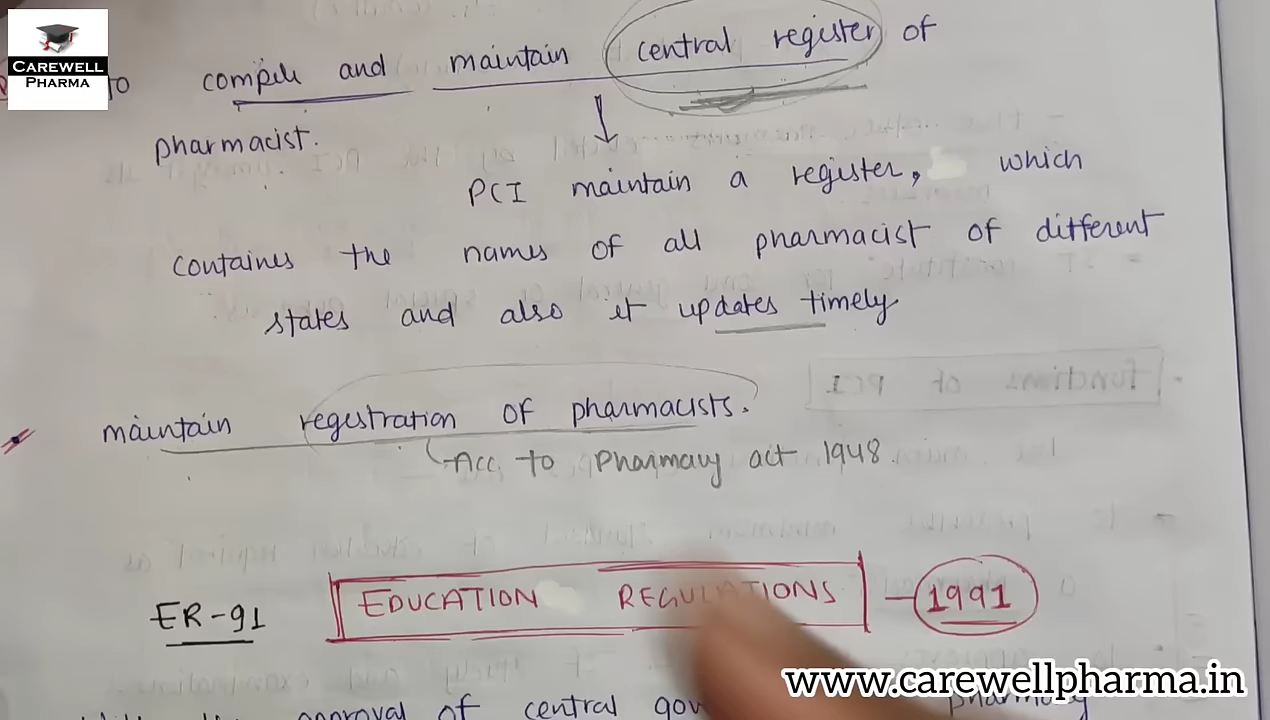 CAREWELL
PHARMA
to compile and maintain central register of
pharmacist.
PCI maintain a register, which
containes the names of all pharmacist of different
states and also it updates timely
maintain regestration of pharmacists.
Acc. to Pharmacy act 1948.
ER-91 EDUCATION REGULATIONS - 1991
approval of central gov pharmacy
www.carewellpharma.in